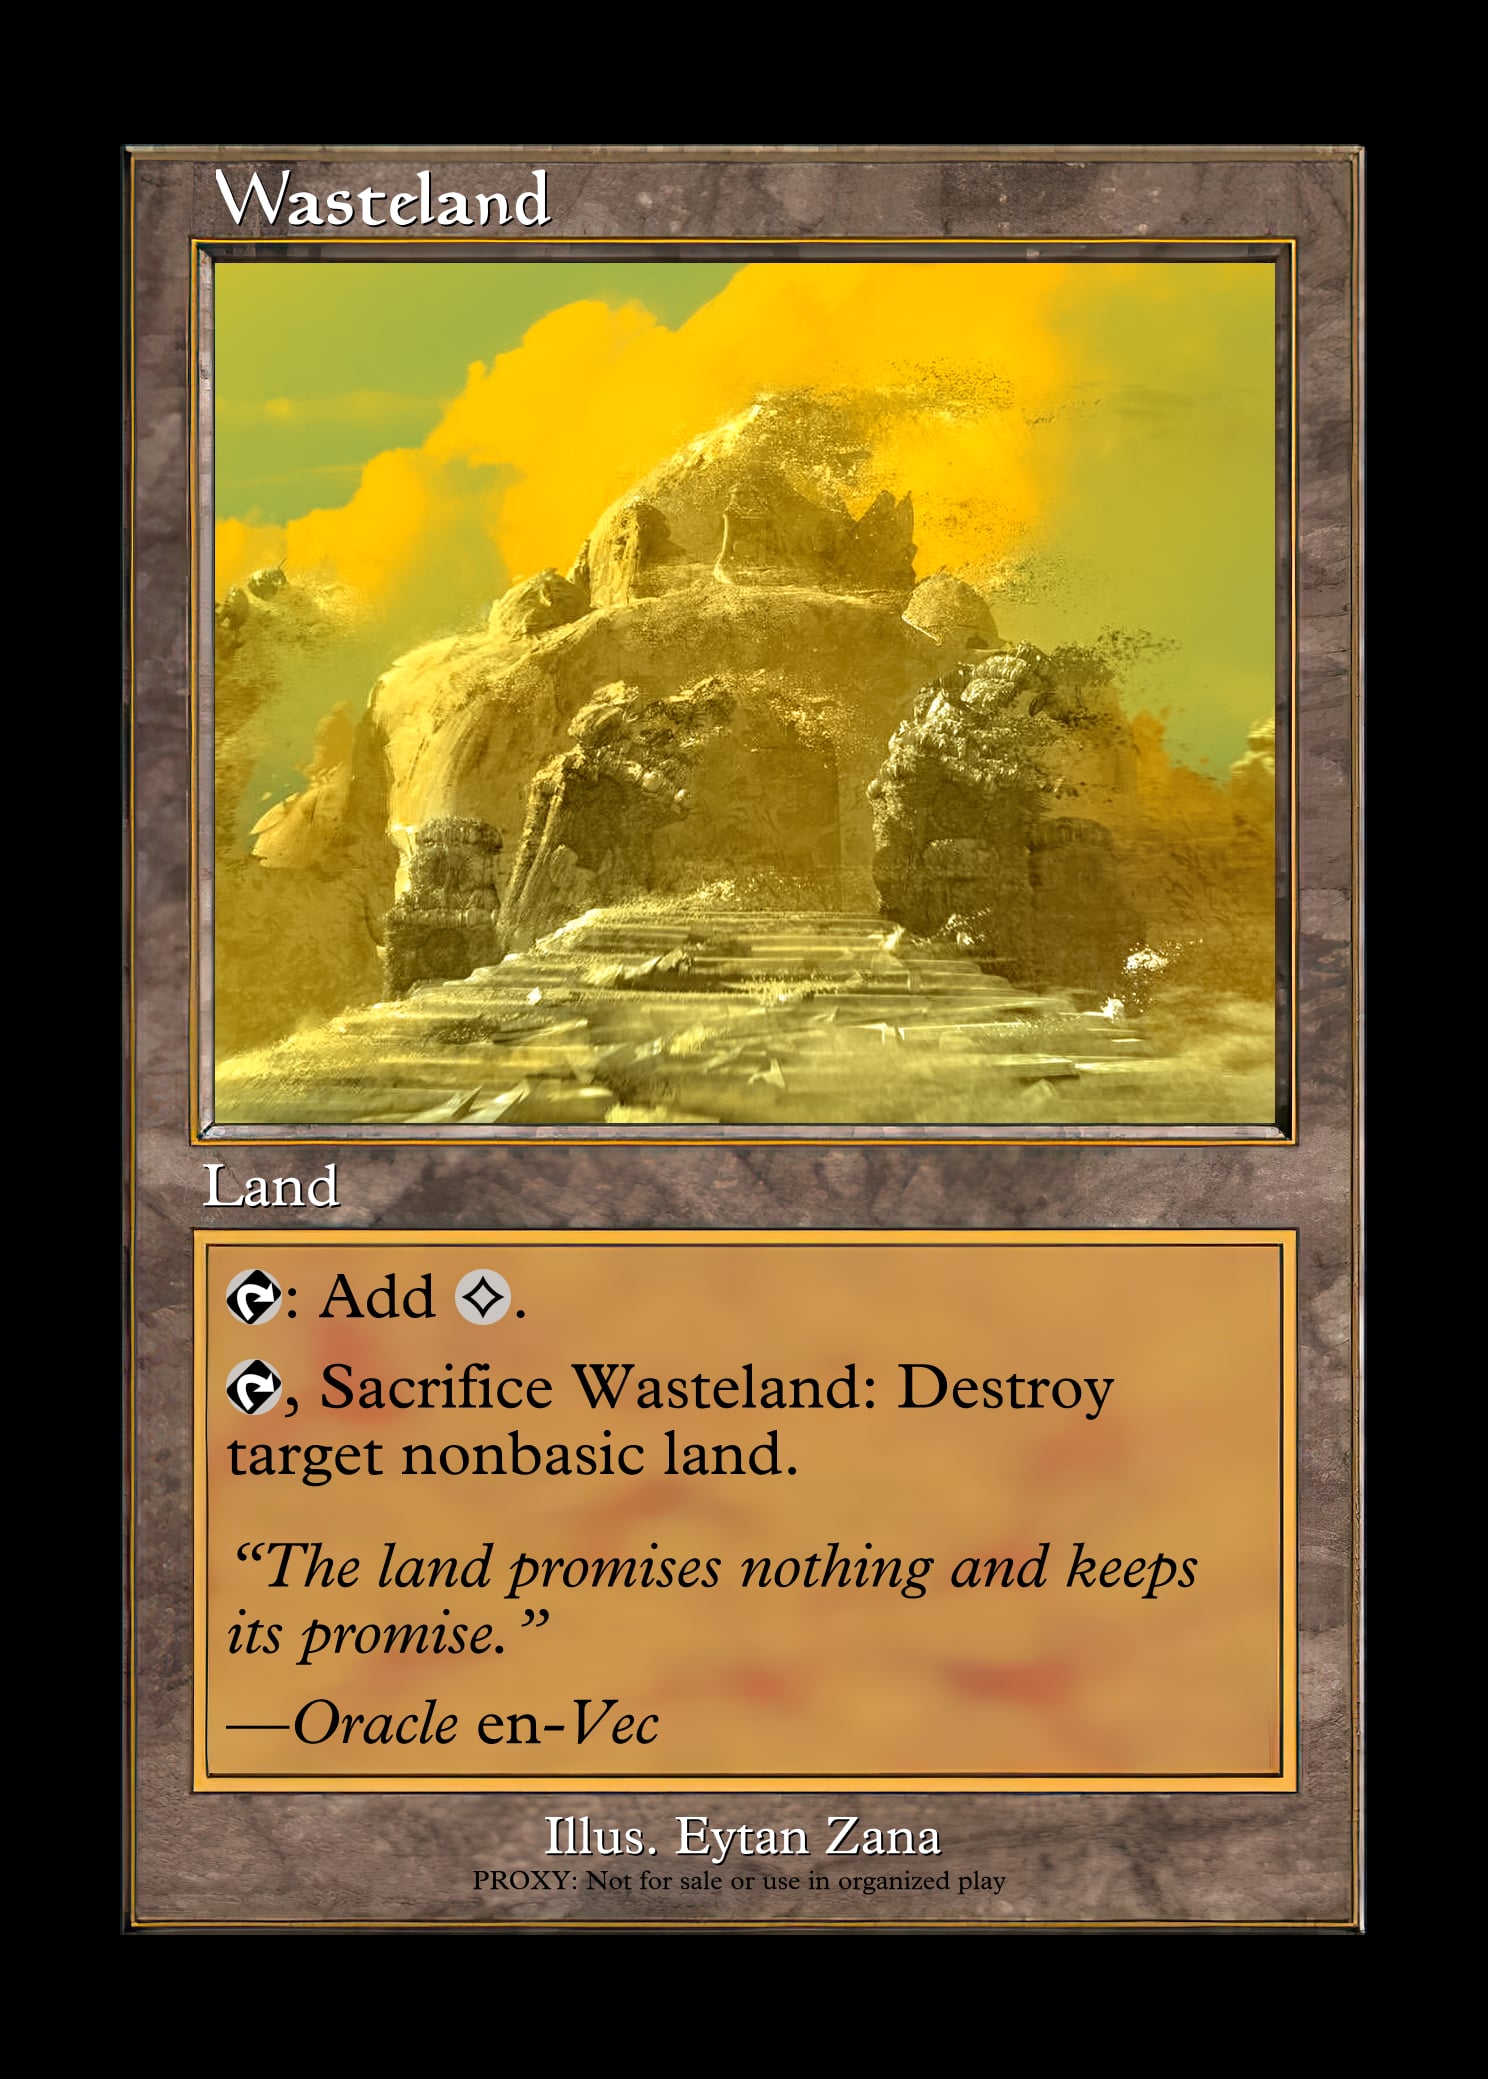 Wasteland
Land
: Add .
, Sacrifice Wasteland: Destroy
target nonbasic land.
“The land promises nothing and keeps
its promise.”
—Oracle en-Vec
Illus. Eytan Zana
PROXY: Not for sale or use in organized play